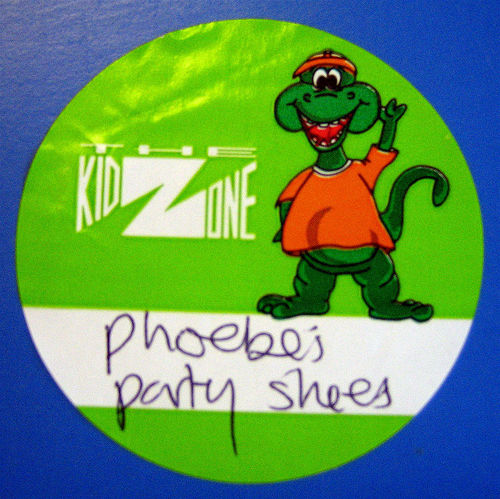 THE
KID ZONE
phoebe's
party shoes